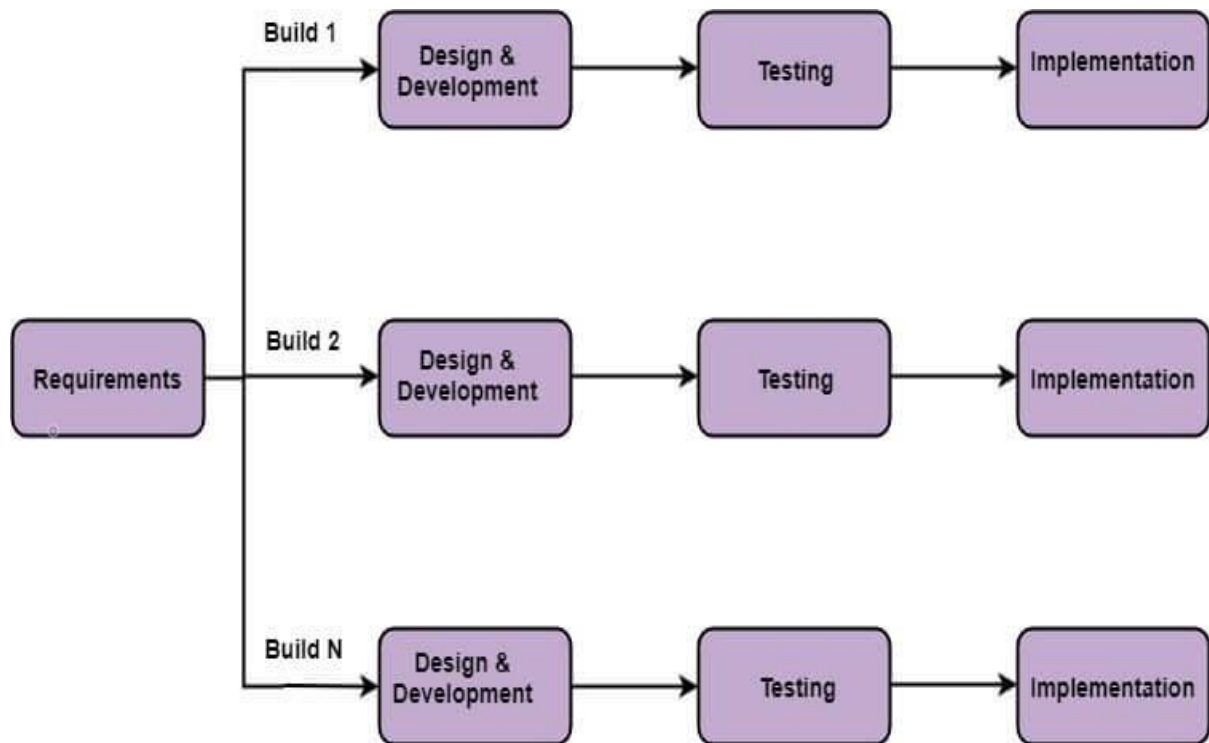 Build 1
Design &
Development
Testing
Implementation
Requirements
Build 2
Design &
Development
Testing
Implementation
Build N
Design &
Development
Testing
Implementation